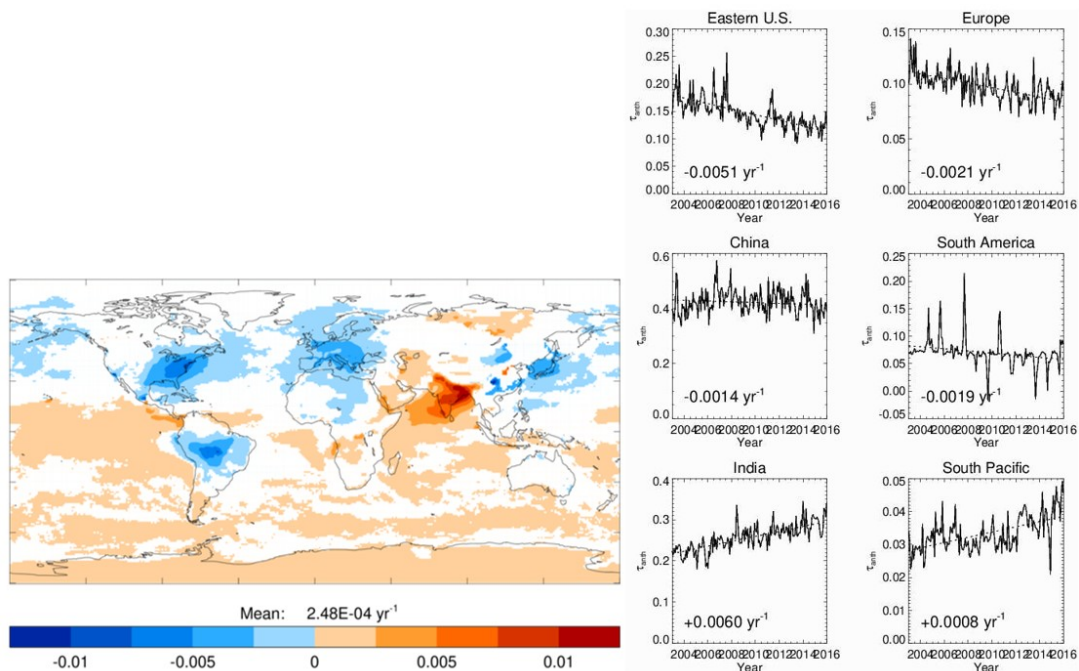 Mean: 2.48E-04 yr-1
-0.01 -0.005 0 0.005 0.01
Eastern U.S.
0.30
0.25
0.20
0.15
0.10
0.05
0.00
τanth
-0.0051 yr-1
2004 2006 2008 2010 2012 2014 2016
Year
Europe
0.15
0.10
0.05
0.00
τanth
-0.0021 yr-1
2004 2006 2008 2010 2012 2014 2016
Year
China
0.6
0.4
0.2
0.0
τanth
-0.0014 yr-1
2004 2006 2008 2010 2012 2014 2016
Year
South America
0.25
0.20
0.15
0.10
0.05
0.00
-0.05
τanth
-0.0019 yr-1
2004 2006 2008 2010 2012 2014 2016
Year
India
0.4
0.3
0.2
0.1
0.0
τanth
+0.0060 yr-1
2004 2006 2008 2010 2012 2014 2016
Year
South Pacific
0.05
0.04
0.03
0.02
0.01
0.00
τanth
+0.0008 yr-1
2004 2006 2008 2010 2012 2014 2016
Year